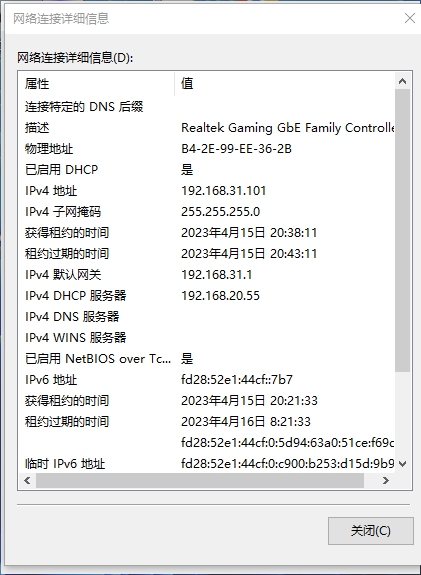 网络连接详细信息
网络连接详细信息(D):
属性 值
连接特定的 DNS 后缀
描述 Realtek Gaming GbE Family Controlle
物理地址 B4-2E-99-EE-36-2B
已启用 DHCP 是
IPv4 地址 192.168.31.101
IPv4 子网掩码 255.255.255.0
获得租约的时间 2023年4月15日 20:38:11
租约过期的时间 2023年4月15日 20:43:11
IPv4 默认网关 192.168.31.1
IPv4 DHCP 服务器 192.168.20.55
IPv4 DNS 服务器
IPv4 WINS 服务器
已启用 NetBIOS over Tc... 是
IPv6 地址 fd28:52e1:44cf::7b7
获得租约的时间 2023年4月15日 20:21:33
租约过期的时间 2023年4月16日 8:21:33
fd28:52e1:44cf:0:5d94:63a0:51ce:f69c
临时 IPv6 地址 fd28:52e1:44cf:0:c900:b253:d15d:9b9
关闭(C)